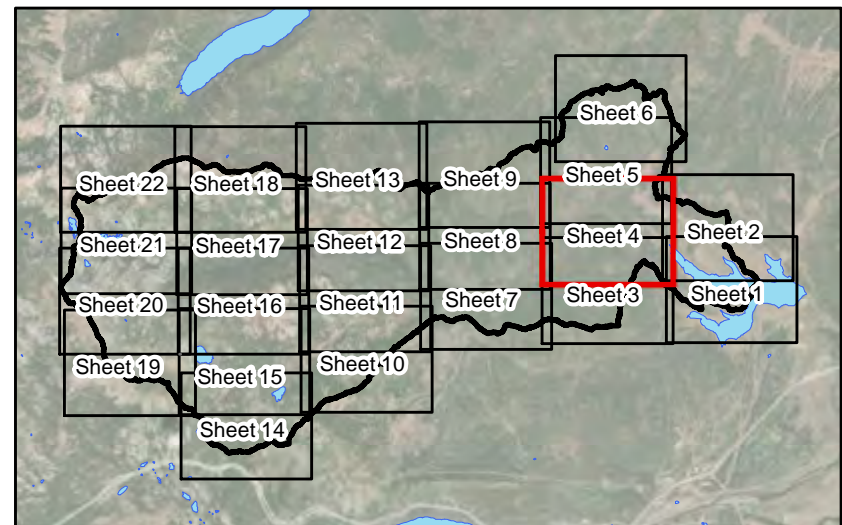 Sheet 6
Sheet 22
Sheet 18
Sheet 13
Sheet 9
Sheet 5
Sheet 21
Sheet 17
Sheet 12
Sheet 8
Sheet 4
Sheet 2
Sheet 20
Sheet 16
Sheet 11
Sheet 7
Sheet 3
Sheet 1
Sheet 19
Sheet 15
Sheet 10
Sheet 14